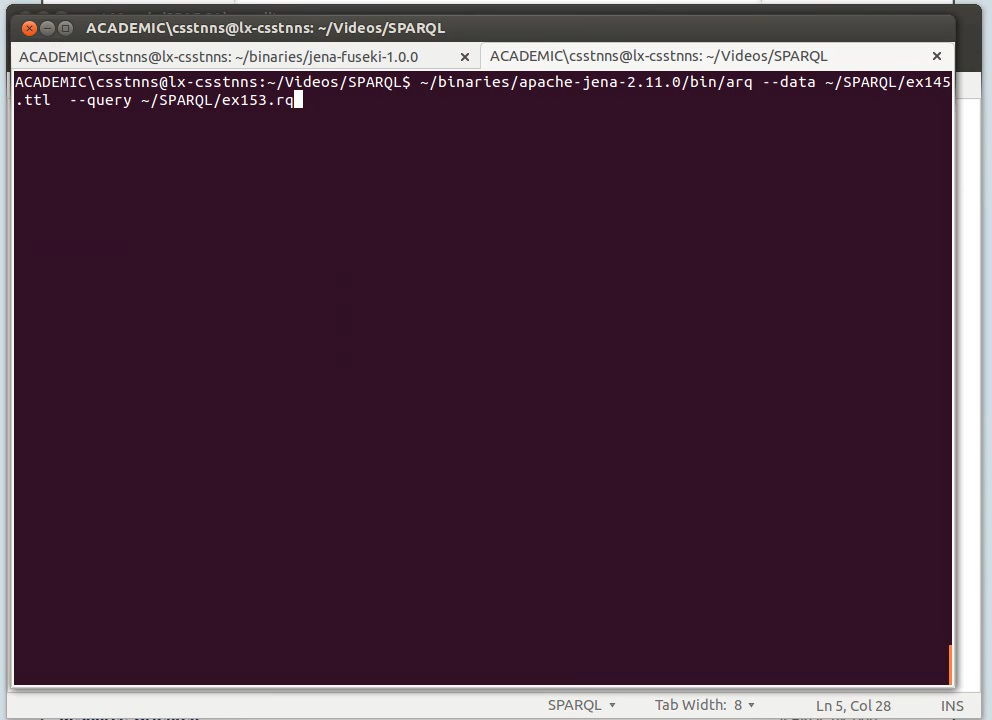 ACADEMIC\csstnns@lx-csstnns: ~/Videos/SPARQL
ACADEMIC\csstnns@lx-csstnns: ~/binaries/jena-fuseki-1.0.0 ×
ACADEMIC\csstnns@lx-csstnns: ~/Videos/SPARQL ×
ACADEMIC\csstnns@lx-csstnns:~/Videos/SPARQL$ ~/binaries/apache-jena-2.11.0/bin/arq --data ~/SPARQL/ex145
.ttl  --query ~/SPARQL/ex153.rq
SPARQL Tab Width: 8 Ln 5, Col 28 INS